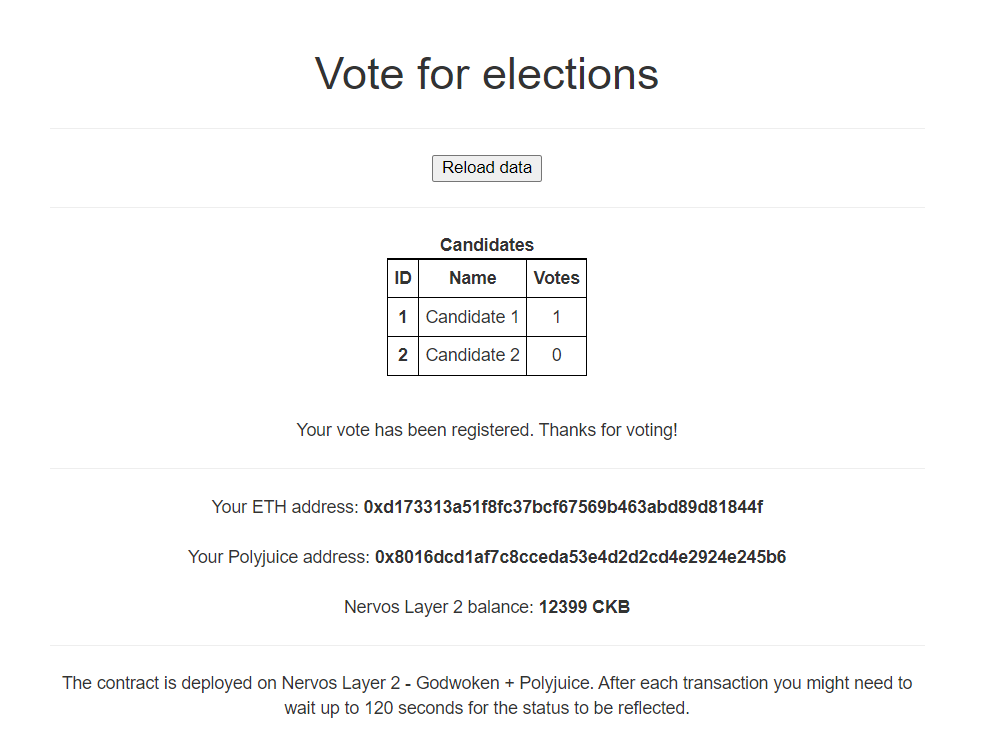 Vote for elections
Reload data
Candidates
ID Name Votes
1 Candidate 1 1
2 Candidate 2 0
Your vote has been registered. Thanks for voting!
Your ETH address: 0xd173313a51f8fc37bcf67569b463abd89d81844f
Your Polyjuice address: 0x8016dcd1af7c8cceda53e4d2d2cd4e2924e245b6
Nervos Layer 2 balance: 12399 CKB
The contract is deployed on Nervos Layer 2 - Godwoken + Polyjuice. After each transaction you might need to
wait up to 120 seconds for the status to be reflected.